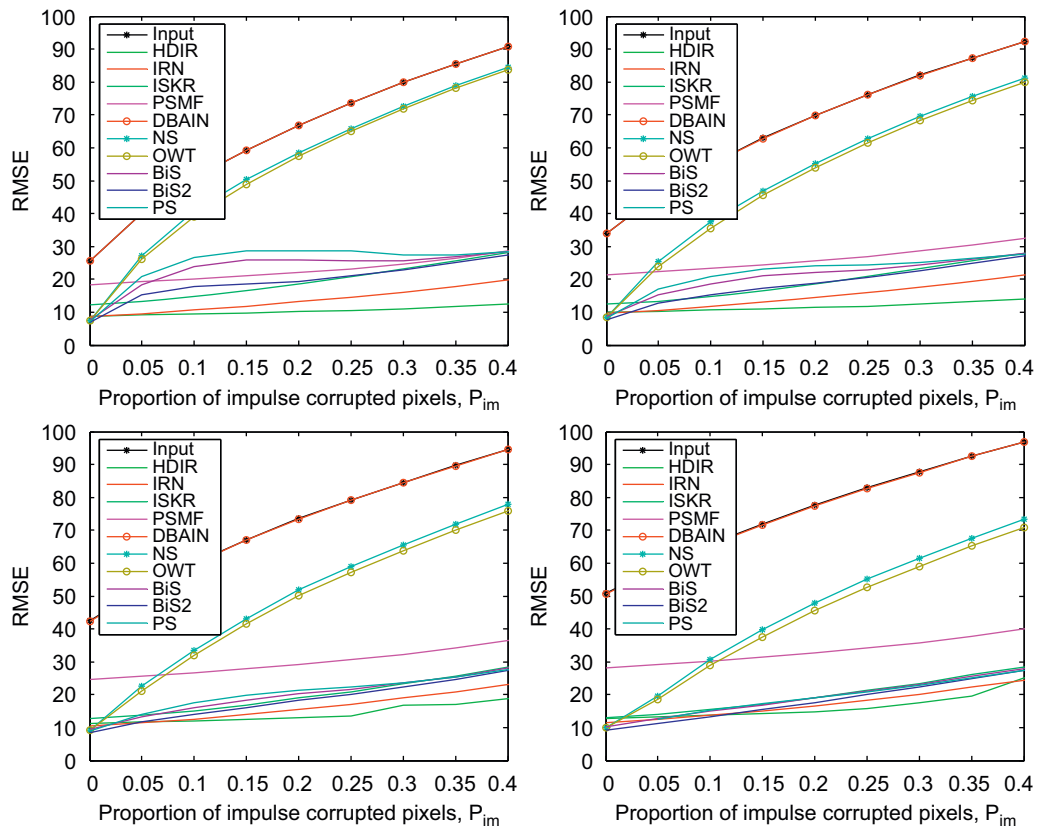 100
90
80
70
60
50
40
30
20
10
0
RMSE
Input
HDIR
IRN
ISKR
PSMF
DBAIN
NS
OWT
BiS
BiS2
PS
0 0.05 0.1 0.15 0.2 0.25 0.3 0.35 0.4
Proportion of impulse corrupted pixels, Pim
100
90
80
70
60
50
40
30
20
10
0
RMSE
Input
HDIR
IRN
ISKR
PSMF
DBAIN
NS
OWT
BiS
BiS2
PS
0 0.05 0.1 0.15 0.2 0.25 0.3 0.35 0.4
Proportion of impulse corrupted pixels, Pim
100
90
80
70
60
50
40
30
20
10
0
RMSE
Input
HDIR
IRN
ISKR
PSMF
DBAIN
NS
OWT
BiS
BiS2
PS
0 0.05 0.1 0.15 0.2 0.25 0.3 0.35 0.4
Proportion of impulse corrupted pixels, Pim
100
90
80
70
60
50
40
30
20
10
0
RMSE
Input
HDIR
IRN
ISKR
PSMF
DBAIN
NS
OWT
BiS
BiS2
PS
0 0.05 0.1 0.15 0.2 0.25 0.3 0.35 0.4
Proportion of impulse corrupted pixels, Pim